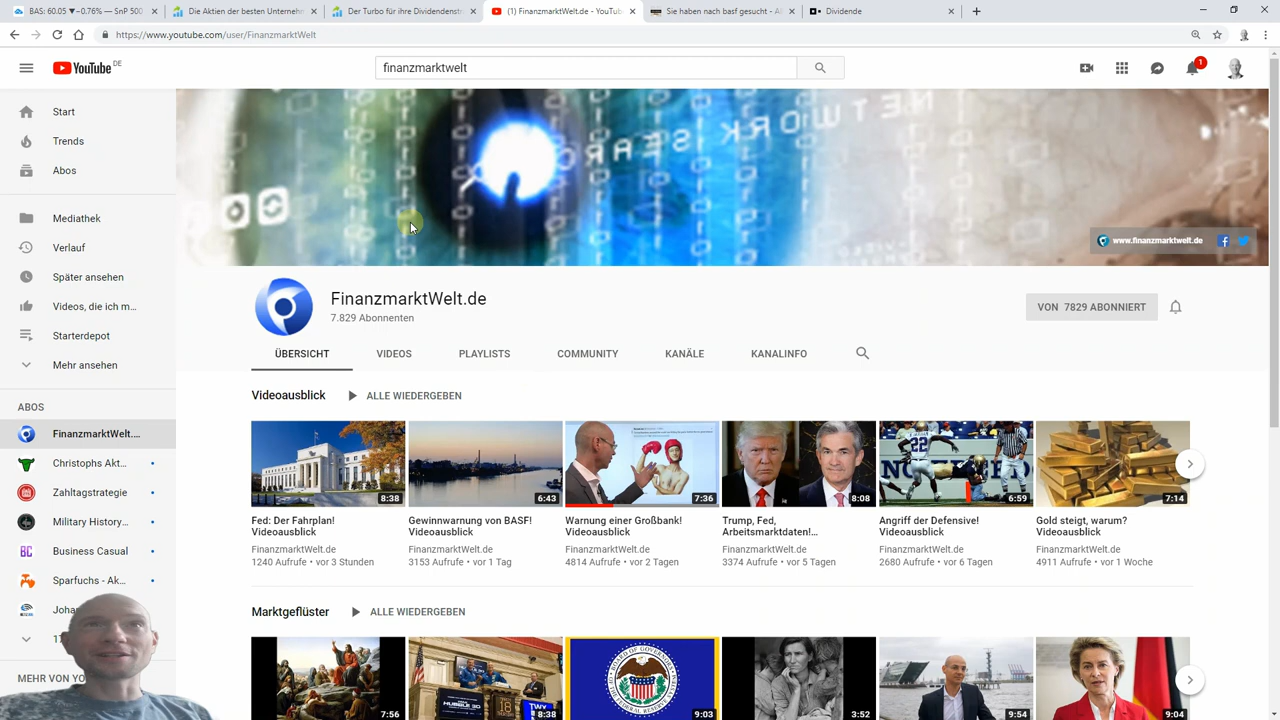 BAS: 60.05 ▼-0.76% — SnP 500
Die Aktien der besten Unternehm
Der Turbo für ihre Dividendenstr
(1) FinanzmarktWelt.de - YouTube
Sie haben nach basf gesucht - A
Dividende
https://www.youtube.com/user/FinanzmarktWelt
YouTube DE
finanzmarktwelt
1
Start
Trends
Abos
Mediathek
Verlauf
Später ansehen
Videos, die ich m...
Starterdepot
Mehr ansehen
ABOS
FinanzmarktWelt....
Christophs Akt...
Zahltagstrategie
Military History...
Business Casual
Sparfuchs - Ak...
MEHR VON YO
NETWORK
SEARCH
www.finanzmarktwelt.de
FinanzmarktWelt.de
7.829 Abonnenten
VON 7829 ABONNIERT
ÜBERSICHT
VIDEOS
PLAYLISTS
COMMUNITY
KANÄLE
KANALINFO
Videoausblick
ALLE WIEDERGEBEN
8:38
6:43
7:36
8:08
6:59
7:14
Fed: Der Fahrplan!
Videoausblick
FinanzmarktWelt.de
1240 Aufrufe • vor 3 Stunden
Gewinnwarnung von BASF!
Videoausblick
FinanzmarktWelt.de
3153 Aufrufe • vor 1 Tag
Warnung einer Großbank!
Videoausblick
FinanzmarktWelt.de
4814 Aufrufe • vor 2 Tagen
Trump, Fed,
Arbeitsmarktdaten!...
FinanzmarktWelt.de
3374 Aufrufe • vor 5 Tagen
Angriff der Defensive!
Videoausblick
FinanzmarktWelt.de
2680 Aufrufe • vor 6 Tagen
Gold steigt, warum?
Videoausblick
FinanzmarktWelt.de
4911 Aufrufe • vor 1 Woche
Marktgeflüster
ALLE WIEDERGEBEN
7:56
8:38
9:03
3:52
9:54
9:04